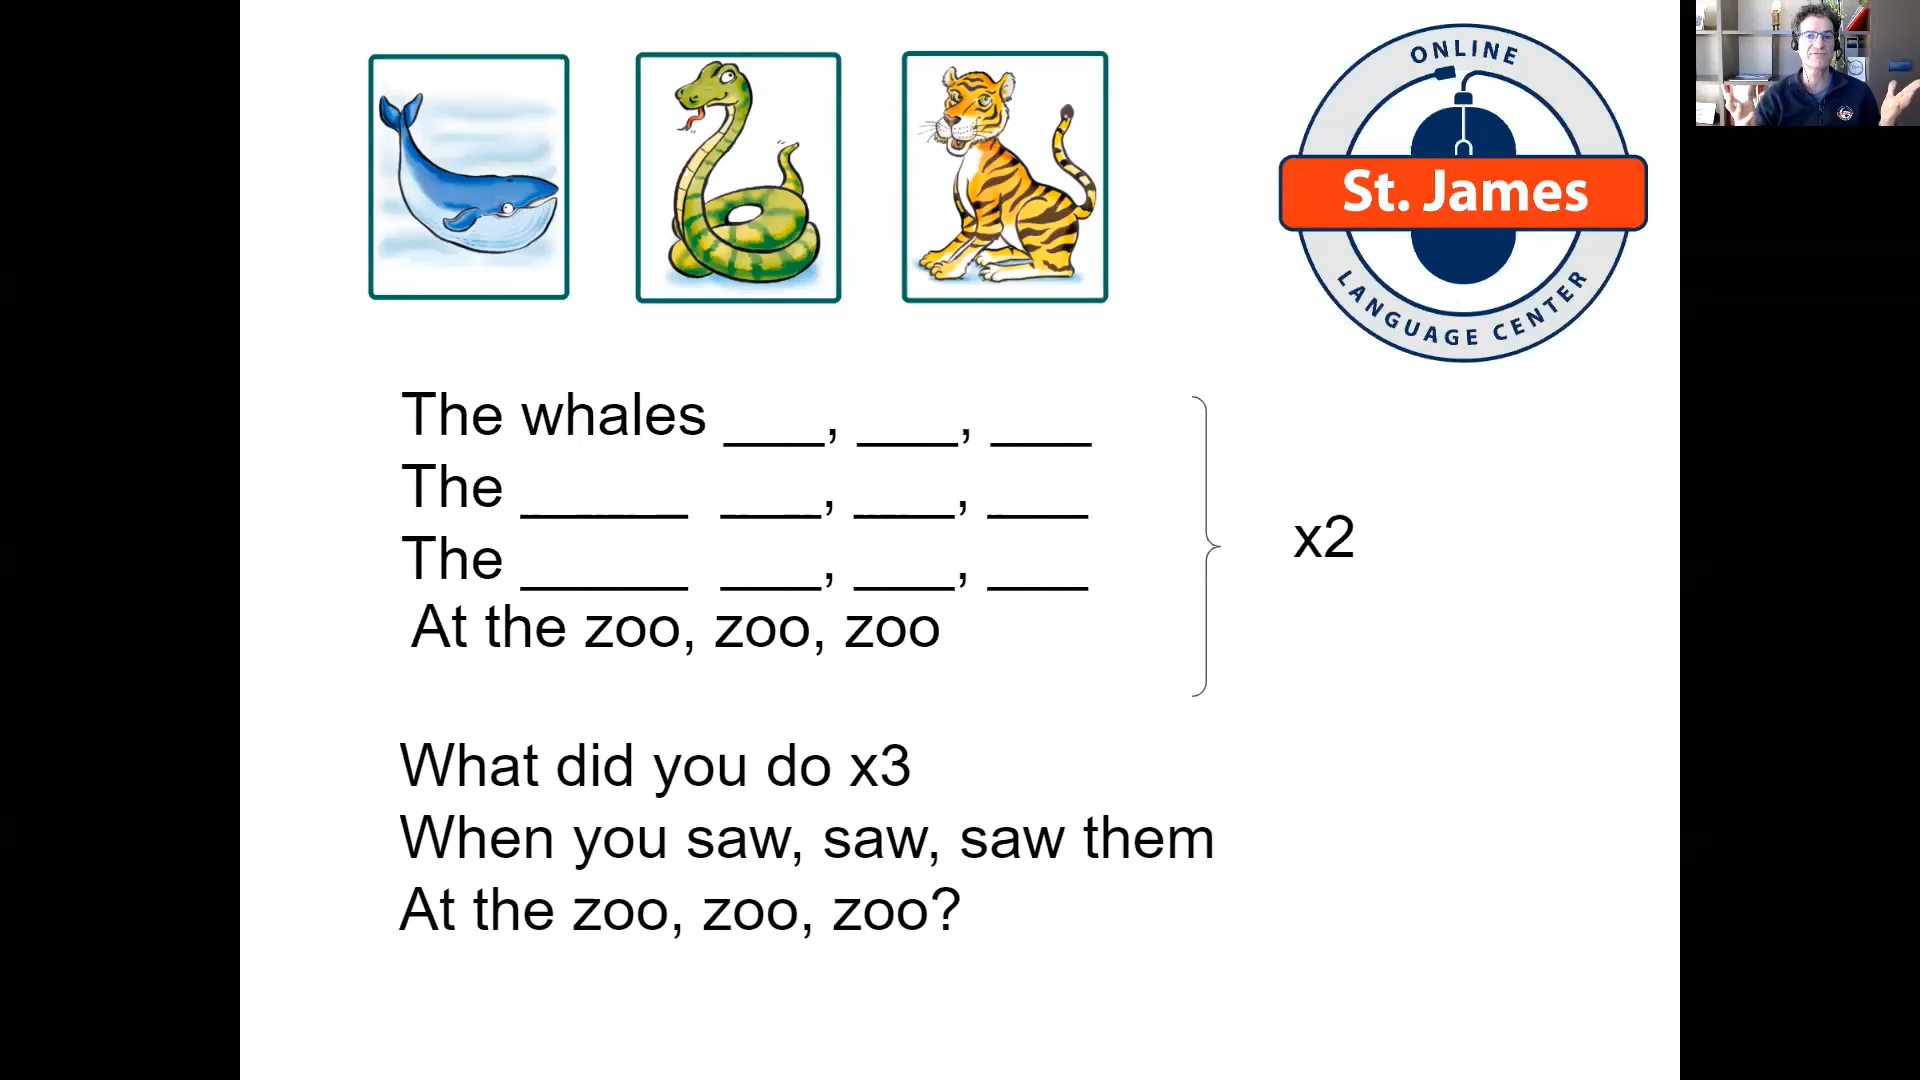 ONLINE
St. James
LANGUAGE CENTER
The whales ___, ___, ___
The _____ ___, ___, ___
The _____ ___, ___, ___
At the zoo, zoo, zoo
x2
What did you do x3
When you saw, saw, saw them
At the zoo, zoo, zoo?